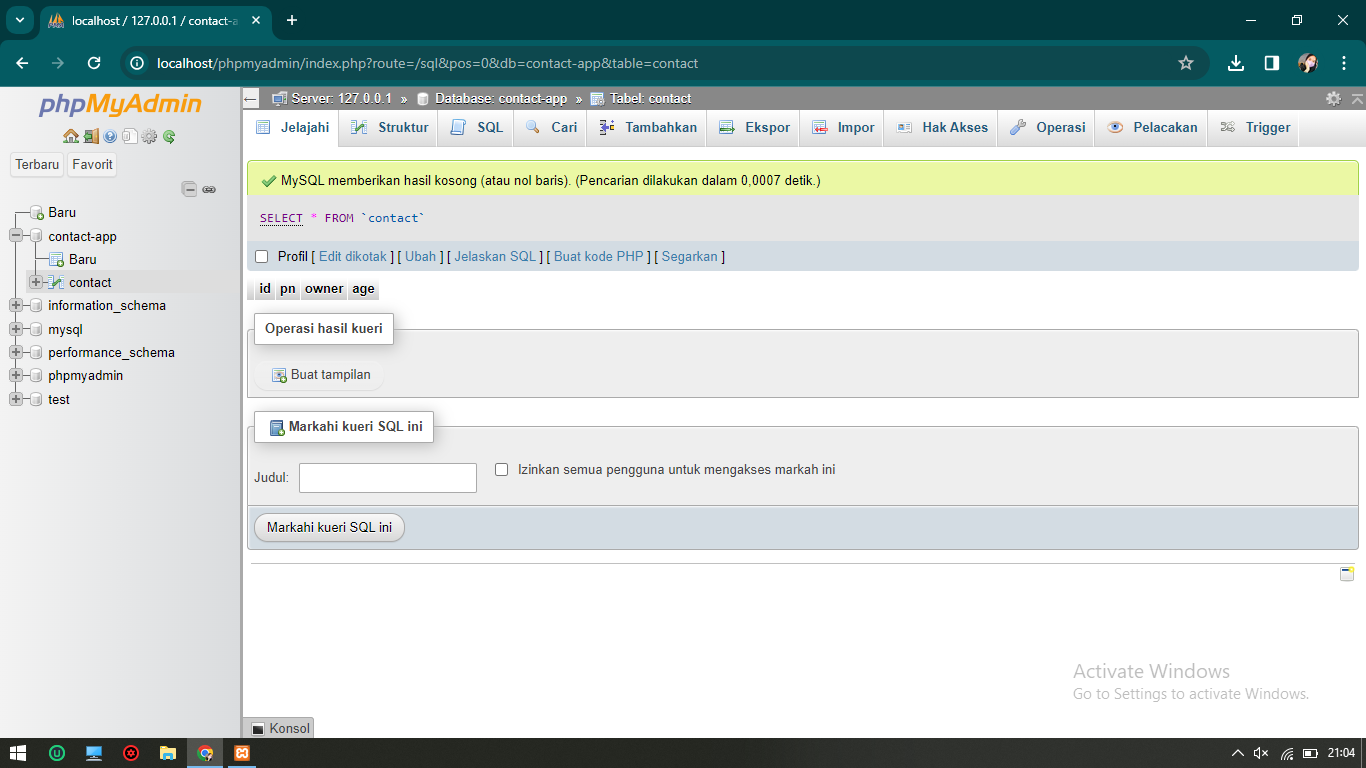 localhost / 127.0.0.1 / contact-a
localhost/phpmyadmin/index.php?route=/sql&pos=0&db=contact-app&table=contact
phpMyAdmin
Terbaru Favorit
Baru
contact-app
Baru
contact
information_schema
mysql
performance_schema
phpmyadmin
test
Server: 127.0.0.1 » Database: contact-app » Tabel: contact
Jelajahi Struktur SQL Cari Tambahkan Ekspor Impor Hak Akses Operasi Pelacakan Trigger
MySQL memberikan hasil kosong (atau nol baris). (Pencarian dilakukan dalam 0,0007 detik.)
SELECT * FROM `contact`
Profil [ Edit dikotak ] [ Ubah ] [ Jelaskan SQL ] [ Buat kode PHP ] [ Segarkan ]
id pn owner age
Operasi hasil kueri
Buat tampilan
Markahi kueri SQL ini
Judul: Izinkan semua pengguna untuk mengakses markah ini
Markahi kueri SQL ini
Activate Windows
Go to Settings to activate Windows.
Konsol
21:04